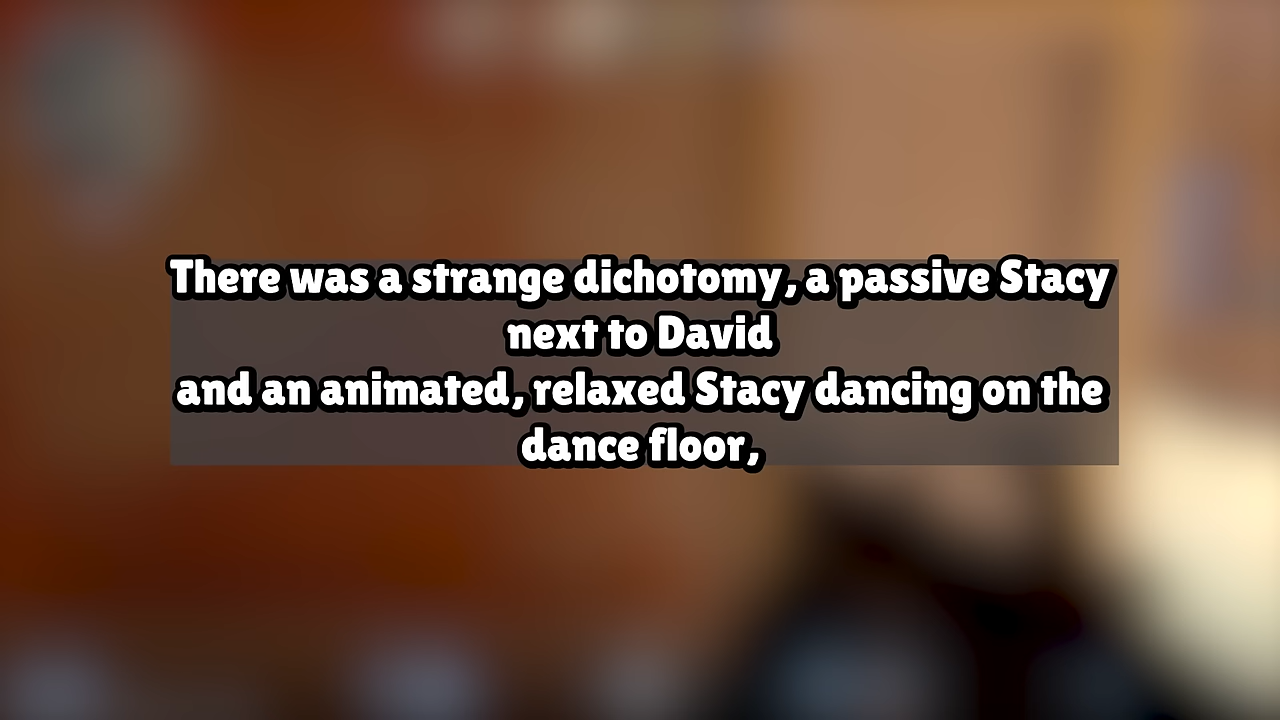 There was a strange dichotomy, a passive Stacy
next to David
and an animated, relaxed Stacy dancing on the
dance floor,